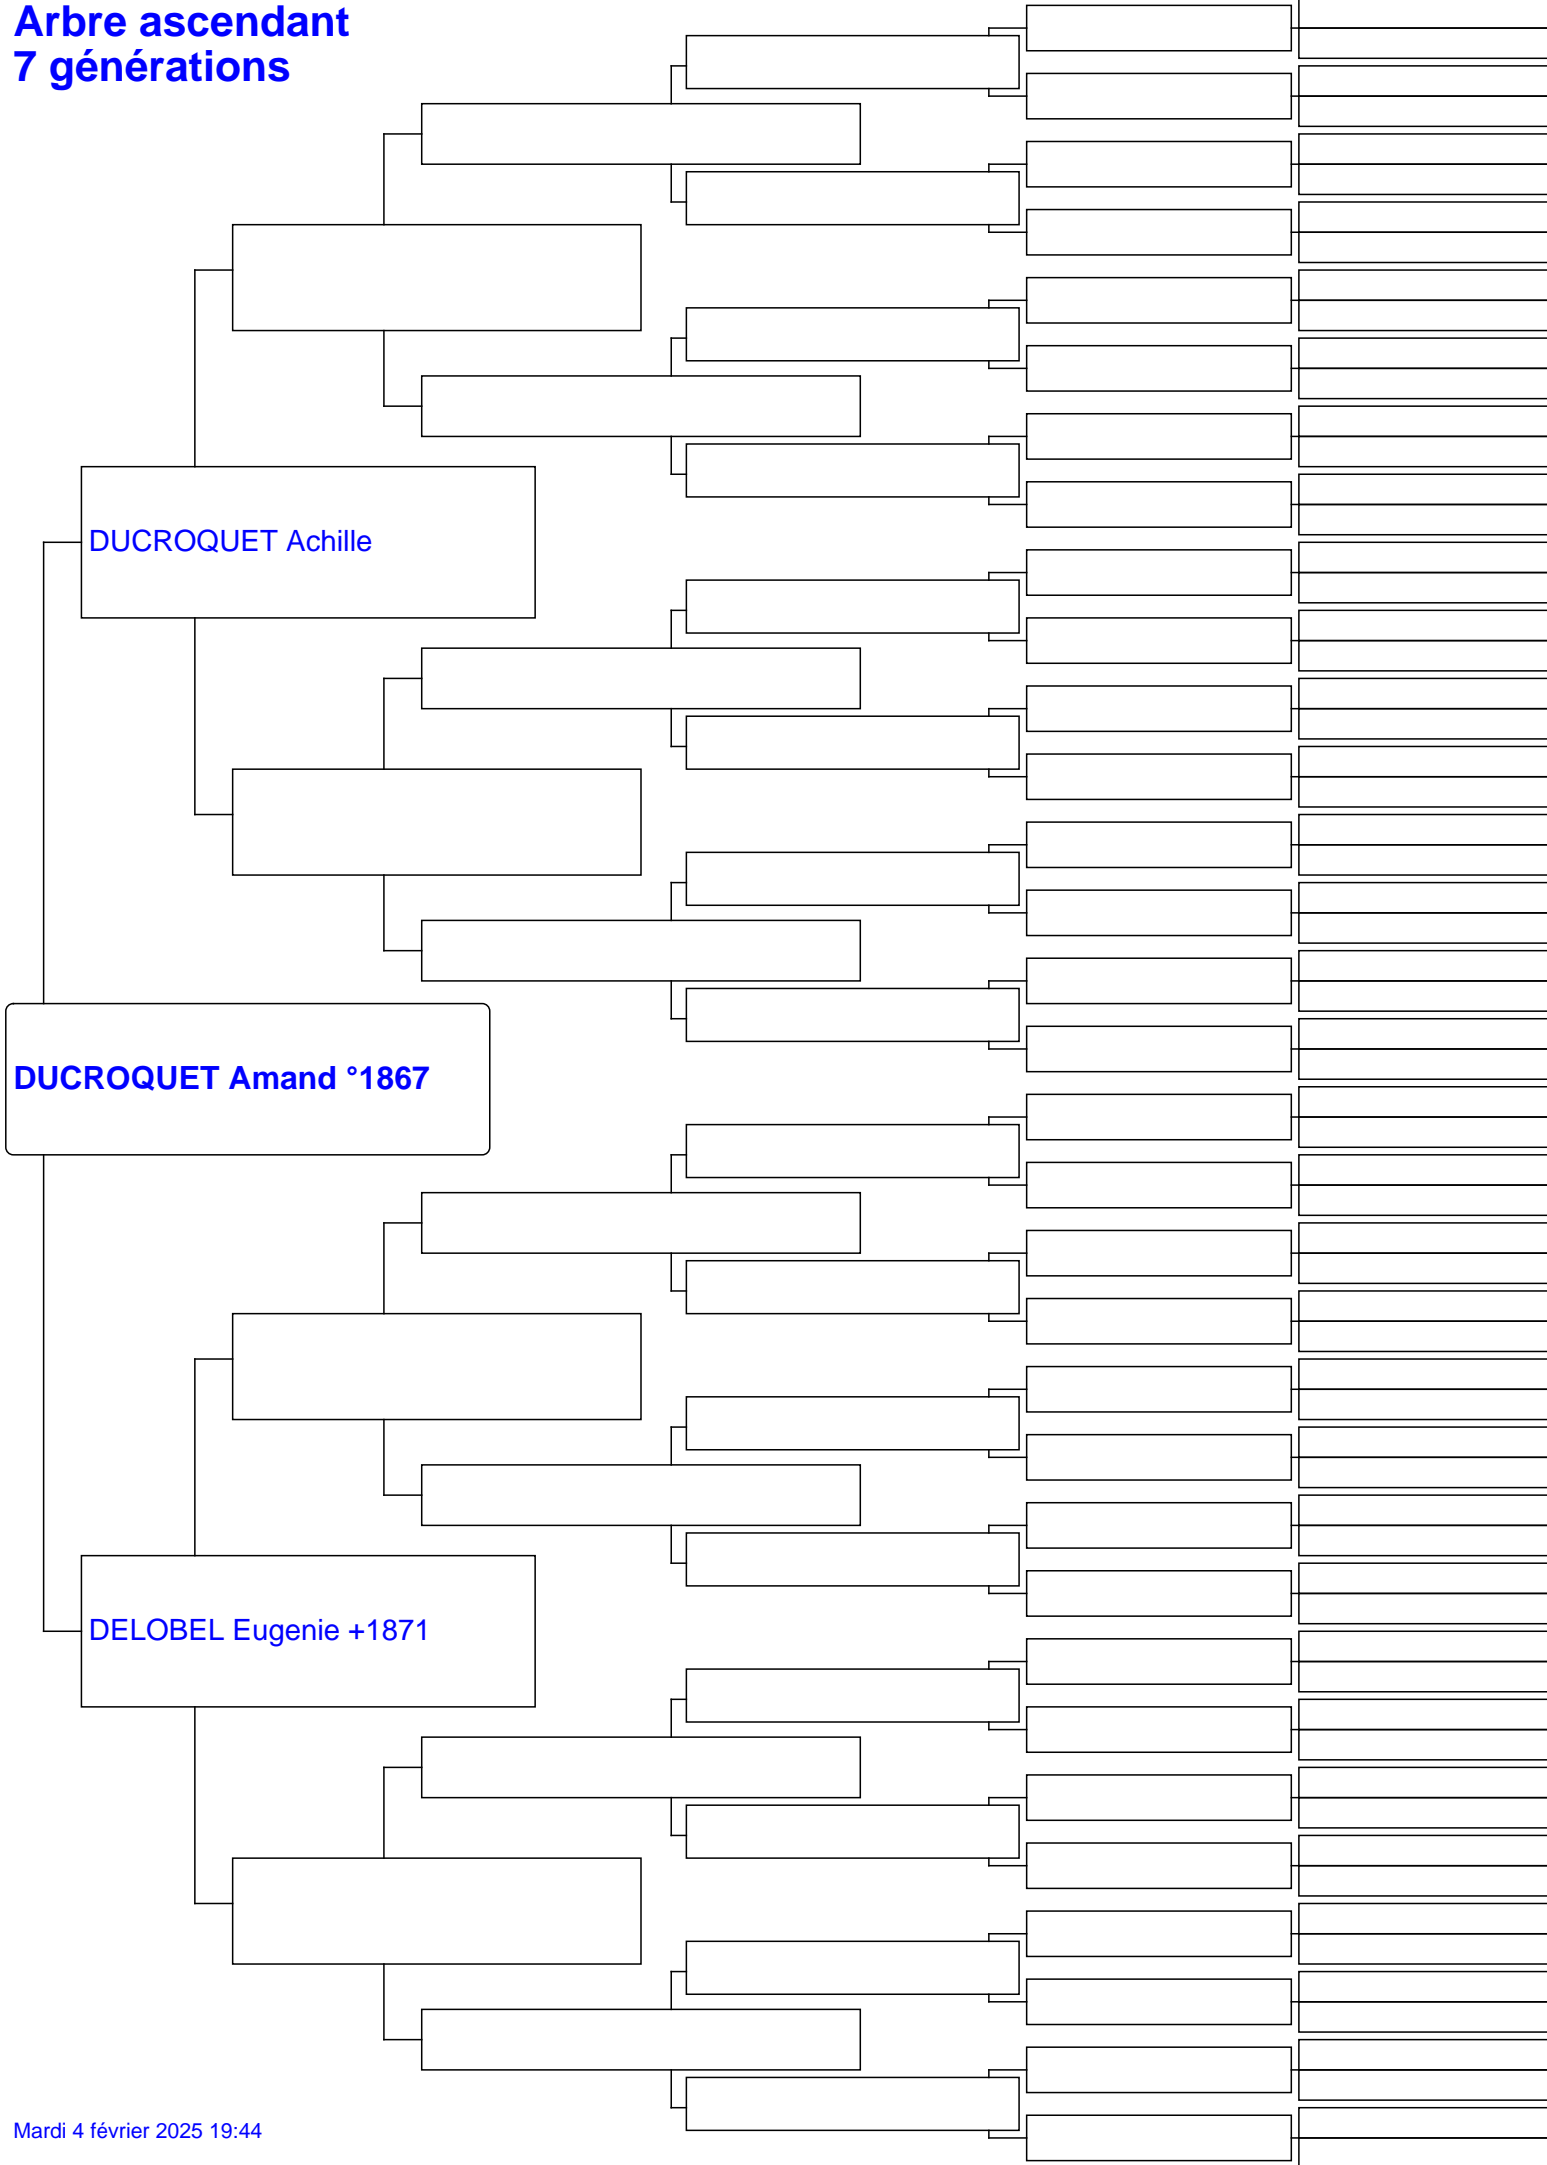 Arbre ascendant
7 générations
DUCROQUET Achille
DUCROQUET Amand °1867
DELOBEL Eugenie +1871
Mardi 4 février 2025 19:44